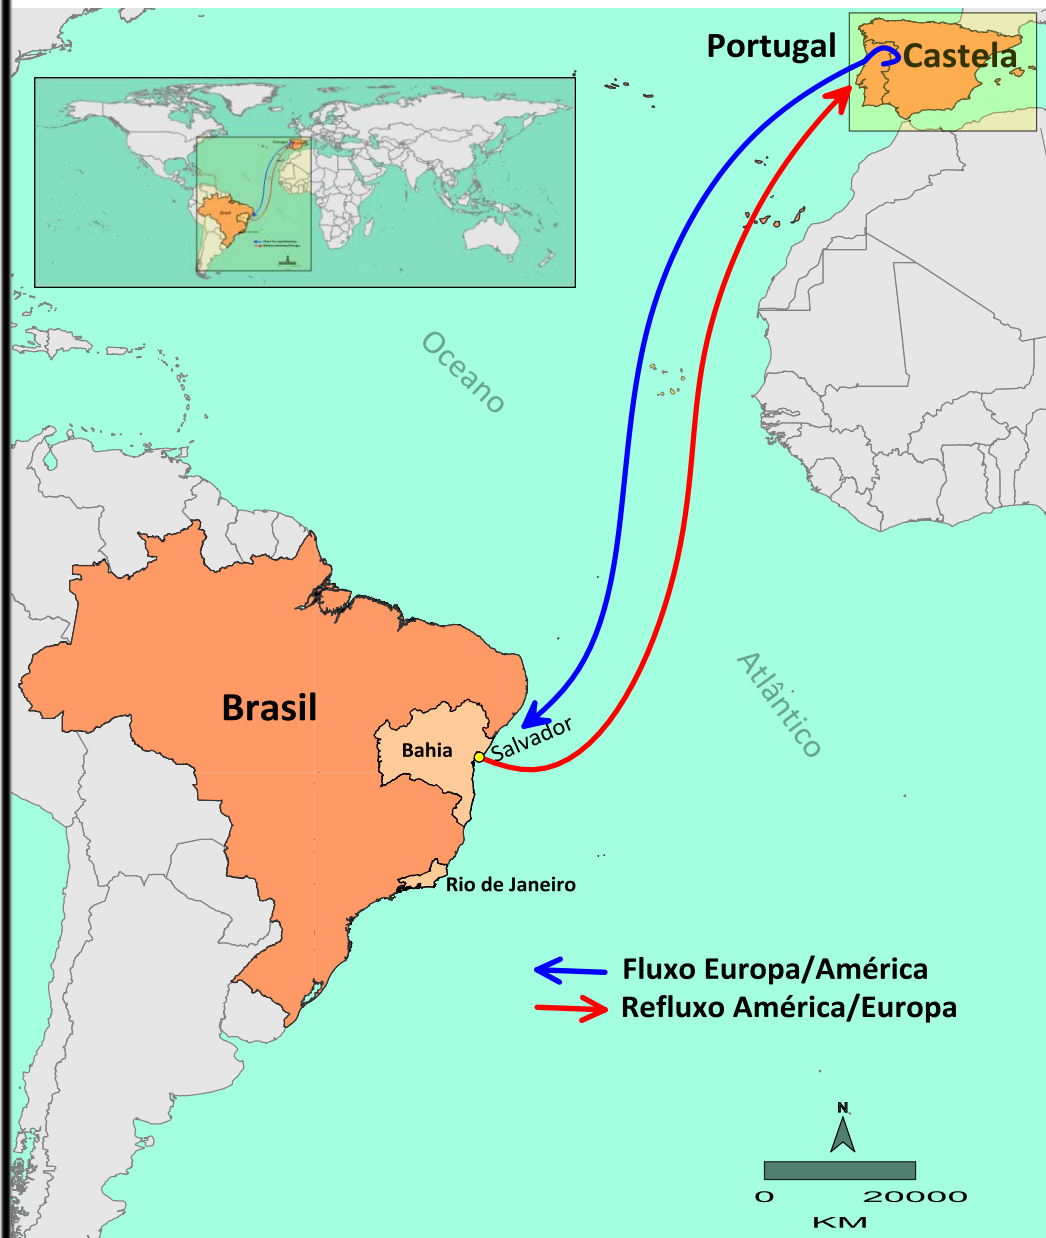 Portugal
Castela
Brasil
Oceano
Atlântico
Brasil
Bahia
Salvador
Rio de Janeiro
Fluxo Europa/América
Refluxo América/Europa
N
0 20000
KM